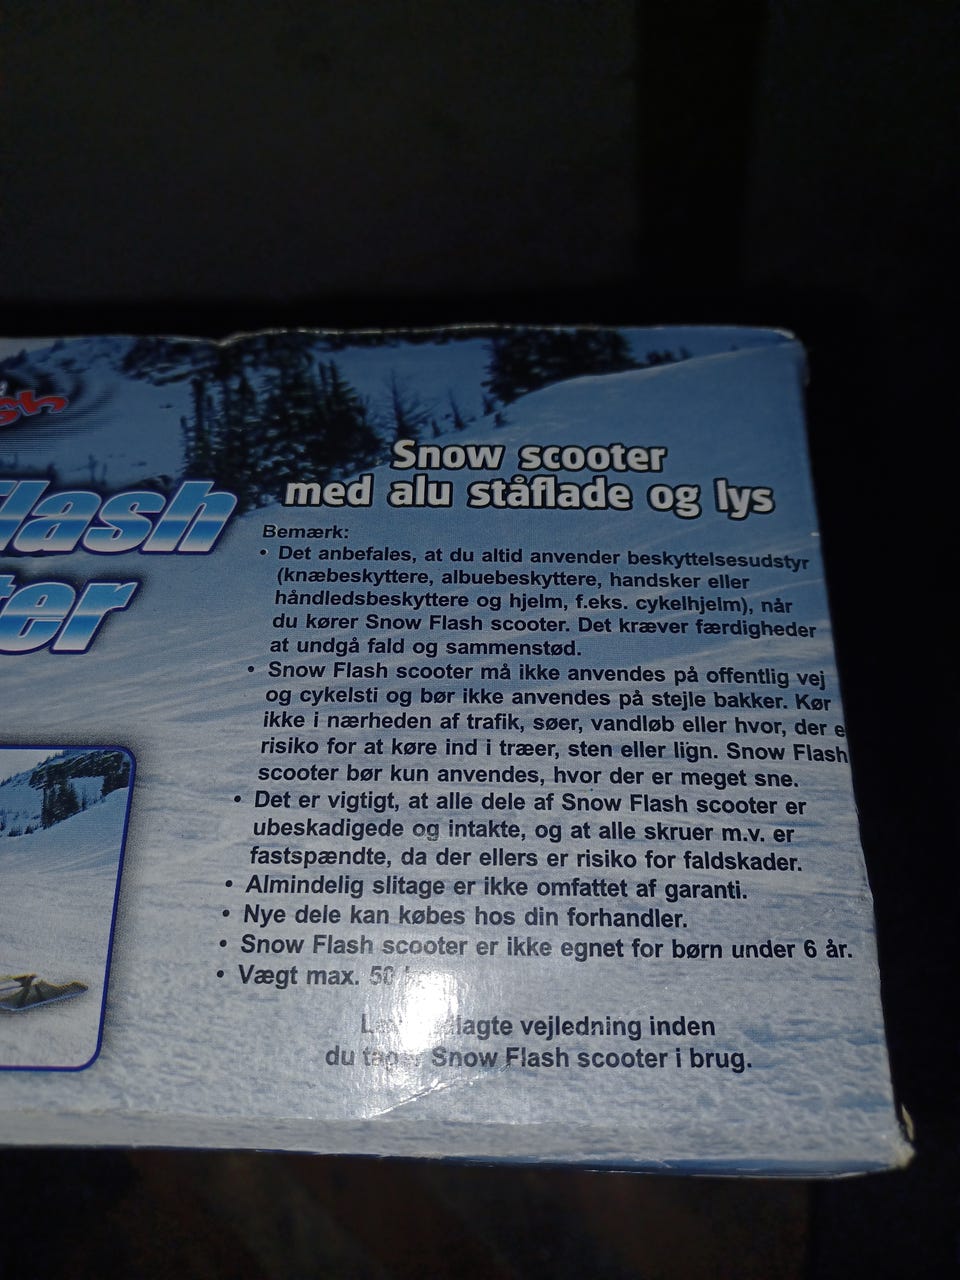 Snow scooter
med alu ståflade og lys
Flash
Bemærk:
• Det anbefales, at du altid anvender beskyttelsesudstyr
(knæbeskyttere, albuebeskyttere, handsker eller
håndledsbeskyttere og hjelm, f.eks. cykelhjelm), når
du kører Snow Flash scooter. Det kræver færdigheder
at undgå fald og sammenstød.
• Snow Flash scooter må ikke anvendes på offentlig vej
og cykelsti og bør ikke anvendes på stejle bakker. Kør
ikke i nærheden af trafik, søer, vandløb eller hvor, der e
risiko for at køre ind i træer, sten eller lign. Snow Flash
scooter bør kun anvendes, hvor der er meget sne.
• Det er vigtigt, at alle dele af Snow Flash scooter er
ubeskadigede og intakte, og at alle skruer m.v. er
fastspændte, da der ellers er risiko for faldskader.
• Almindelig slitage er ikke omfattet af garanti.
• Nye dele kan købes hos din forhandler.
• Snow Flash scooter er ikke egnet for børn under 6 år.
• Vægt max. 50
vejledning inden
du Snow Flash scooter i brug.